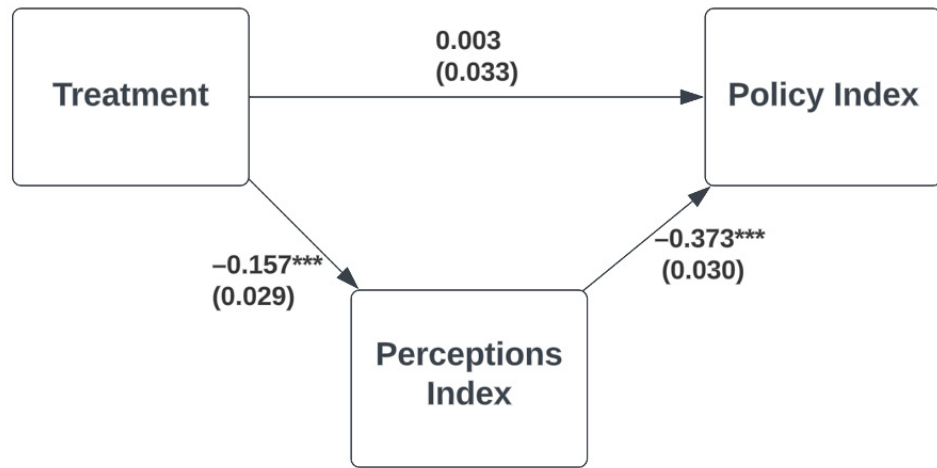 0.003
(0.033)
Treatment
Policy Index
–0.157***
(0.029)
–0.373***
(0.030)
Perceptions
Index